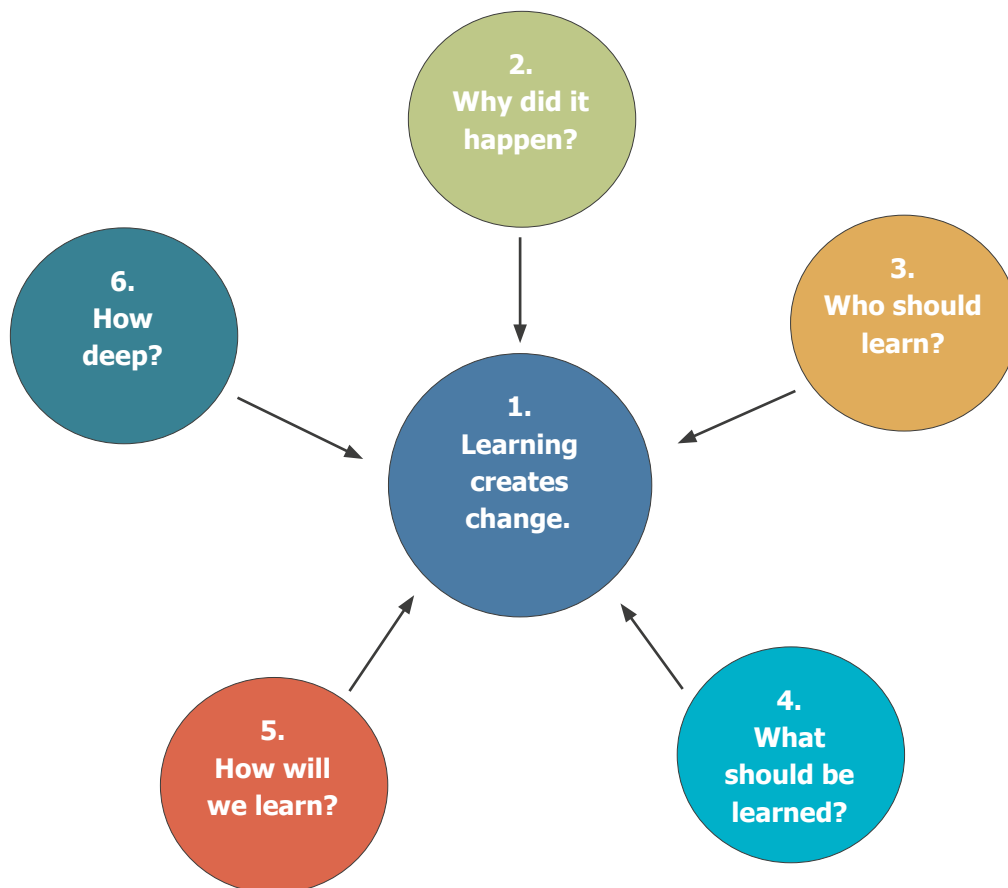 1.
Learning
creates
change.
2.
Why did it
happen?
3.
Who should
learn?
4.
What
should be
learned?
5.
How will
we learn?
6.
How
deep?